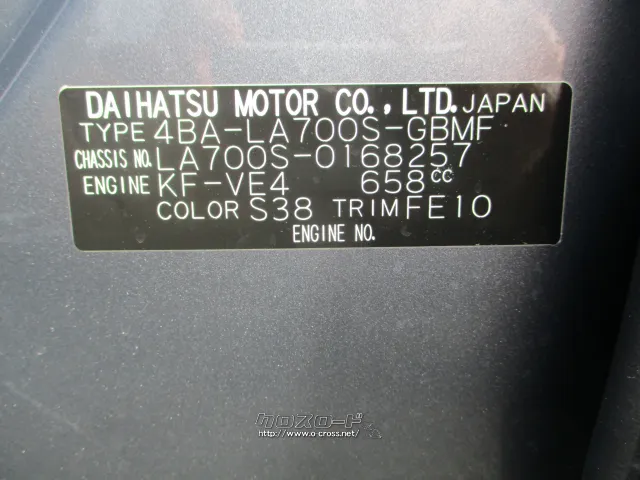 DAIHATSU MOTOR CO., LTD. JAPAN
TYPE 4BA-LA700S-GBMF
CHASSIS NO. LA700S-0168257
ENGINE KF-VE4 658CC
COLOR S38 TRIM FE10
ENGINE NO.
クロスロード
http://www.o-cross.net/